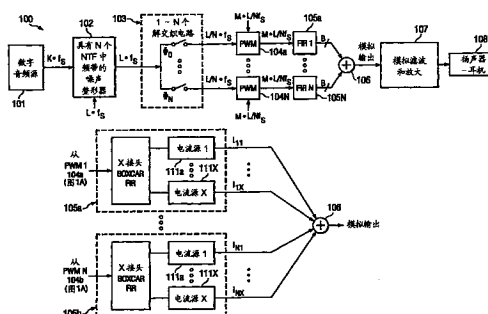 100
103
1～N个
解交织电路
数字
音频源
101
K•fS
102
具有N个
NTF中
频带的
噪声
整形器
L•fS
L•fS
Φ0
ΦN
L/N•fS
L/N•fS
M•L/NfS
PWM
104a
PWM
104N
M•L/NfS
105a
FIR 1
FIR N
105N
B
B
模拟
输出
106
107
模拟滤波
和放大
108
扬声器
-耳机
从
PWM 1
104a
(图1A)
X接头
BOXCAR
FIR
电流源 1
111a
111X
电流源 X
I11
I1X
105a
106
模拟输出
从
PWM N
104b
(图1A)
X接头
BOXCAR
FIR
电流源 1
111a
111X
电流源 X
IN1
INX
105b